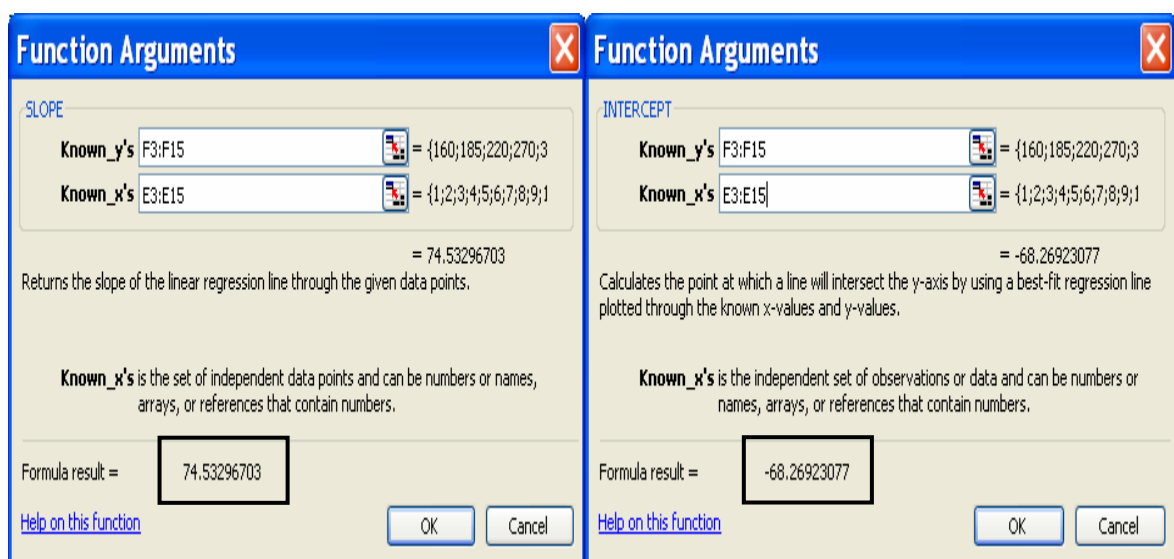 Function Arguments
SLOPE
Known_y's F3:F15 = {160;185;220;270;3
Known_x's E3:E15 = {1;2;3;4;5;6;7;8;9;1
= 74.53296703
Returns the slope of the linear regression line through the given data points.
Known_x's is the set of independent data points and can be numbers or names,
arrays, or references that contain numbers.
Formula result = 74.53296703
Help on this function
OK Cancel
Function Arguments
INTERCEPT
Known_y's F3:F15 = {160;185;220;270;3
Known_x's E3:E15 = {1;2;3;4;5;6;7;8;9;1
= -68.26923077
Calculates the point at which a line will intersect the y-axis by using a best-fit regression line
plotted through the known x-values and y-values.
Known_x's is the independent set of observations or data and can be numbers or
names, arrays, or references that contain numbers.
Formula result = -68.26923077
Help on this function
OK Cancel